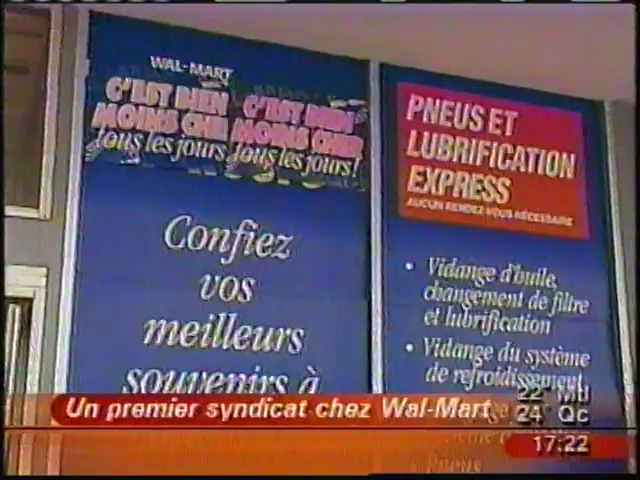 WAL-MART
C'EST BIEN C'EST BIEN
MOINS CHER MOINS CHER
tous les jours tous les jours!
Confiez
vos
meilleurs
souvenirs à
PNEUS ET
LUBRIFICATION
EXPRESS
AUCUN RENDEZ-VOUS NÉCESSAIRE
• Vidange d'huile,
changement de filtre
et lubrification
• Vidange du système
de refroidissement
Pneus
Un premier syndicat chez Wal-Mart
22 Mtl
24 Qc
17:22